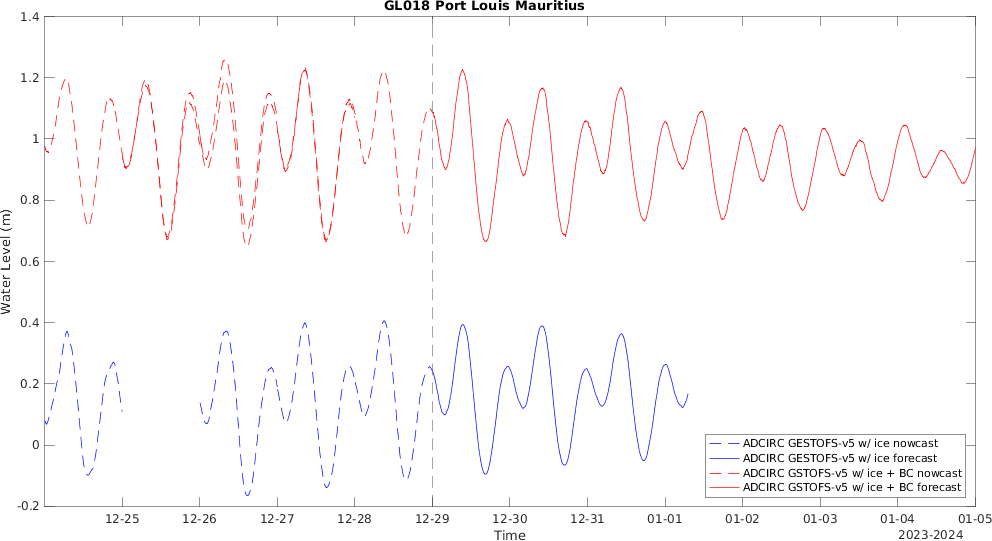 GL018 Port Louis Mauritius
1.4
1.2
1
0.8
0.6
0.4
0.2
0
-0.2
Water Level (m)
ADCIRC GESTOFS-v5 w/ ice nowcast
ADCIRC GESTOFS-v5 w/ ice forecast
ADCIRC GSTOFS-v5 w/ ice + BC nowcast
ADCIRC GSTOFS-v5 w/ ice + BC forecast
12-25 12-26 12-27 12-28 12-29 12-30 12-31 01-01 01-02 01-03 01-04 01-05
Time
2023-2024